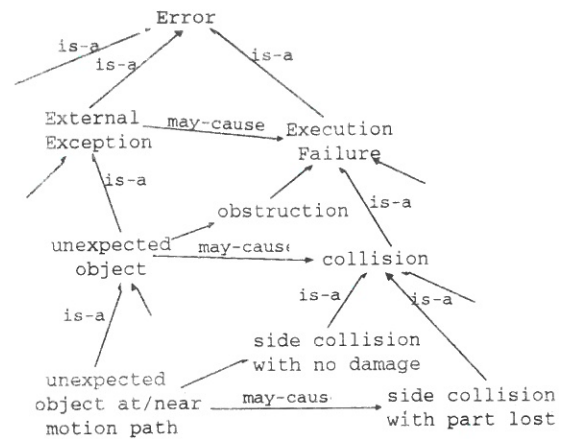 Error
is-a
is-a
is-a
External
Exception
may-cause
Execution
Failure
is-a
obstruction
is-a
unexpected
object
may-cause
collision
is-a
is-a
is-a
side collision
with no damage
unexpected
object at/near
motion path
may-caus
side collision
with part lost